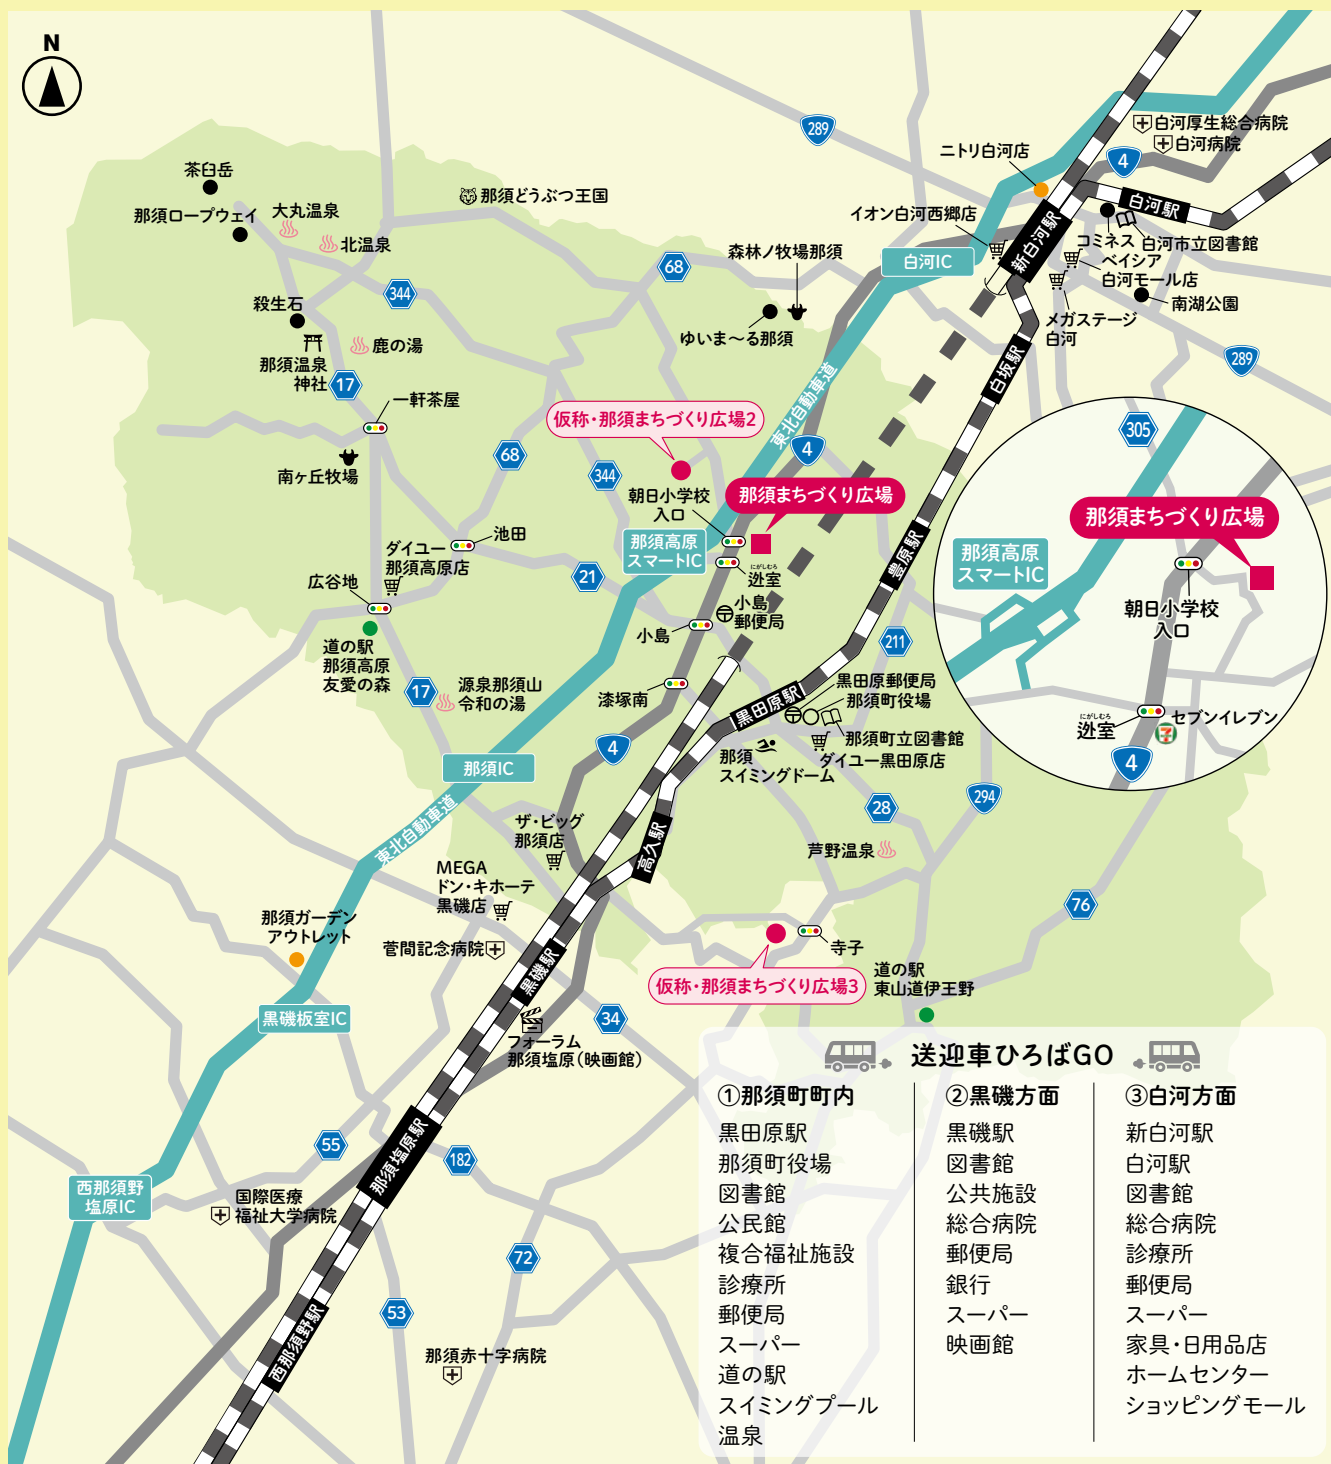 N
289
白河厚生総合病院
白河病院
ニトリ白河店
4
茶臼岳
那須どうぶつ王国
白河駅
那須ロープウェイ
大丸温泉
北温泉
イオン白河西郷店
新白河駅
コミネス
白河市立図書館
森林ノ牧場那須
白河IC
ベイシア
白河モール店
68
344
殺生石
南湖公園
ゆいま〜る那須
メガステージ
白河
鹿の湯
那須温泉
神社
17
289
白坂駅
東北自動車道
一軒茶屋
仮称・那須まちづくり広場2
305
4
68
344
南ヶ丘牧場
朝日小学校
入口
那須まちづくり広場
那須まちづくり広場
池田
ダイユー
那須高原店
那須高原
スマートIC
豊原駅
那須高原
スマートIC
21
にがしむろ
逃室
広谷地
小島
郵便局
朝日小学校
入口
小島
211
道の駅
那須高原
友愛の森
17
源泉那須山
令和の湯
漆塚南
黒田原駅
黒田原郵便局
那須町役場
にがしむろ
逃室
セブンイレブン
4
那須町立図書館
那須
スイミングドーム
ダイユー黒田原店
4
那須IC
294
28
東北自動車道
ザ・ビッグ
那須店
高久駅
芦野温泉
MEGA
ドン・キホーテ
黒磯店
76
那須ガーデン
アウトレット
菅間記念病院
黒磯駅
寺子
仮称・那須まちづくり広場3
道の駅
東山道伊王野
黒磯板室IC
34
フォーラム
那須塩原(映画館)
55
182
那須塩原駅
西那須野
塩原IC
国際医療
福祉大学病院
72
53
西那須野駅
那須赤十字病院
送迎車ひろばGO
①那須町町内
黒田原駅
那須町役場
図書館
公民館
複合福祉施設
診療所
郵便局
スーパー
道の駅
スイミングプール
温泉
②黒磯方面
黒磯駅
図書館
公共施設
総合病院
郵便局
銀行
スーパー
映画館
③白河方面
新白河駅
白河駅
図書館
総合病院
診療所
郵便局
スーパー
家具・日用品店
ホームセンター
ショッピングモール